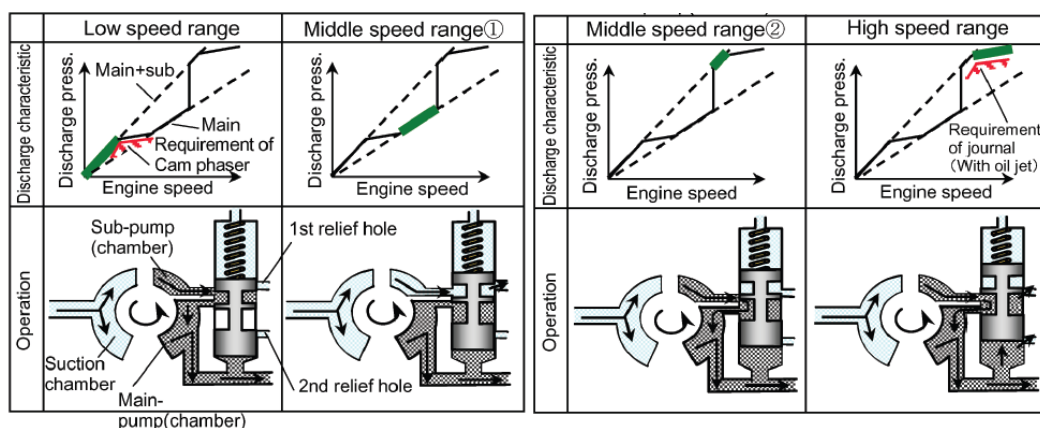 Low speed range
Middle speed range①
Middle speed range②
High speed range
Discharge characteristic
Discharge press.
Main+sub
Main
Requirement of
Cam phaser
Engine speed
Discharge press.
Engine speed
Discharge characteristic
Discharge press.
Engine speed
Discharge press.
Requirement
of journal
(With oil jet)
Engine speed
Operation
Sub-pump
(chamber)
1st relief hole
Suction
chamber
Main-
pump(chamber)
2nd relief hole
Operation